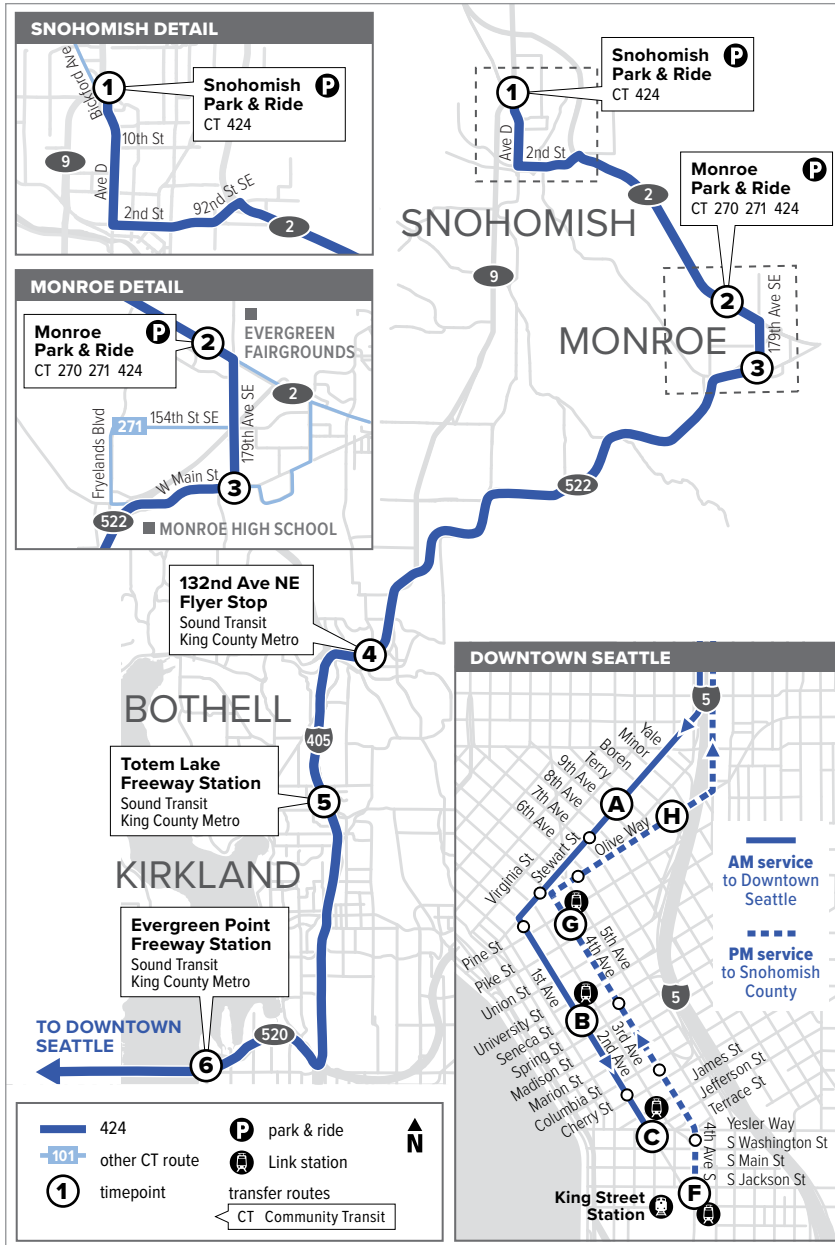 SNOHOMISH DETAIL
Bickford Ave
1
Snohomish
Park & Ride
P
CT 424
10th St
9
Ave D
2nd St
92nd St SE
2
MONROE DETAIL
Monroe
Park & Ride
P
CT 270 271 424
2
EVERGREEN
FAIRGROUNDS
2
179th Ave SE
271
154th St SE
Fryelands Blvd
W Main St
3
522
MONROE HIGH SCHOOL
Snohomish
Park & Ride
P
CT 424
1
Ave D
2nd St
2
SNOHOMISH
Monroe
Park & Ride
P
CT 270 271 424
9
2
179th Ave SE
MONROE
3
522
132nd Ave NE
Flyer Stop
Sound Transit
King County Metro
4
BOTHELL
405
Totem Lake
Freeway Station
Sound Transit
King County Metro
5
KIRKLAND
Evergreen Point
Freeway Station
Sound Transit
King County Metro
TO DOWNTOWN
SEATTLE
520
6
DOWNTOWN SEATTLE
5
Yale
Minor
Boren
Terry
9th Ave
8th Ave
7th Ave
6th Ave
A
H
Olive Way
Stewart St
Virginia St
AM service
to Downtown
Seattle
G
5th Ave
4th Ave
PM service
to Snohomish
County
Pine St
Pike St
1st Ave
Union St
B
5
University St
Seneca St
Spring St
Madison St
Marion St
Columbia St
Cherry St
2nd Ave
3rd Ave
James St
Jefferson St
Terrace St
C
Yesler Way
S Washington St
S Main St
S Jackson St
4th Ave S
F
King Street
Station
424
101
other CT route
1
timepoint
P
park & ride
Link station
transfer routes
CT Community Transit
N